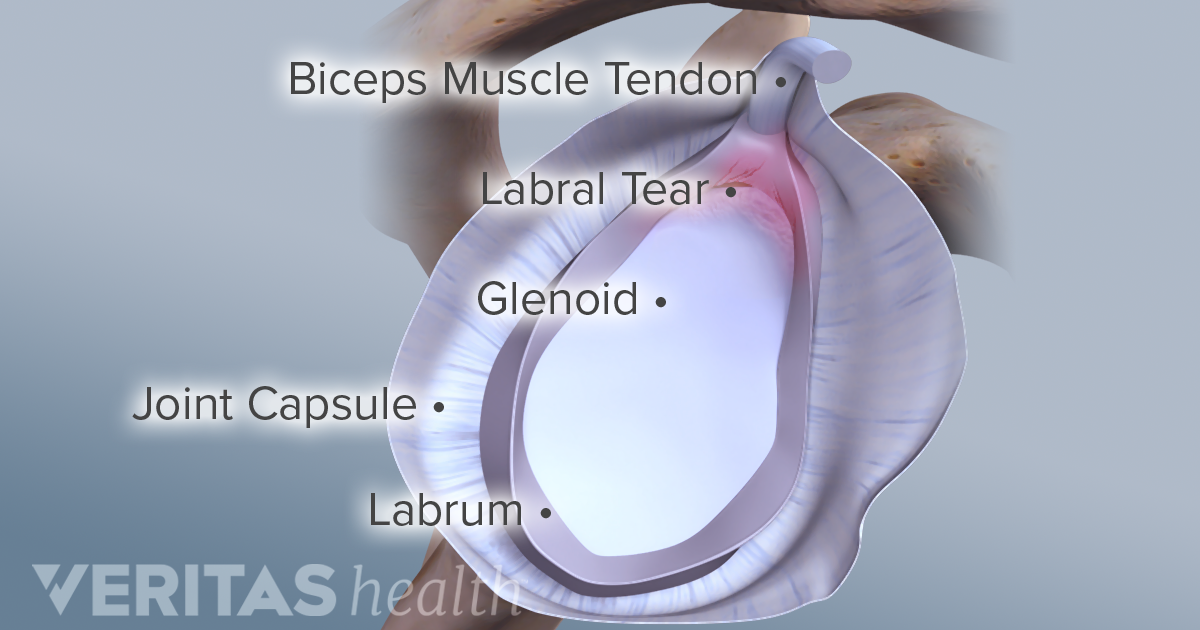 Biceps Muscle Tendon •
Labral Tear •
Glenoid •
Joint Capsule •
Labrum •
VERITAS health